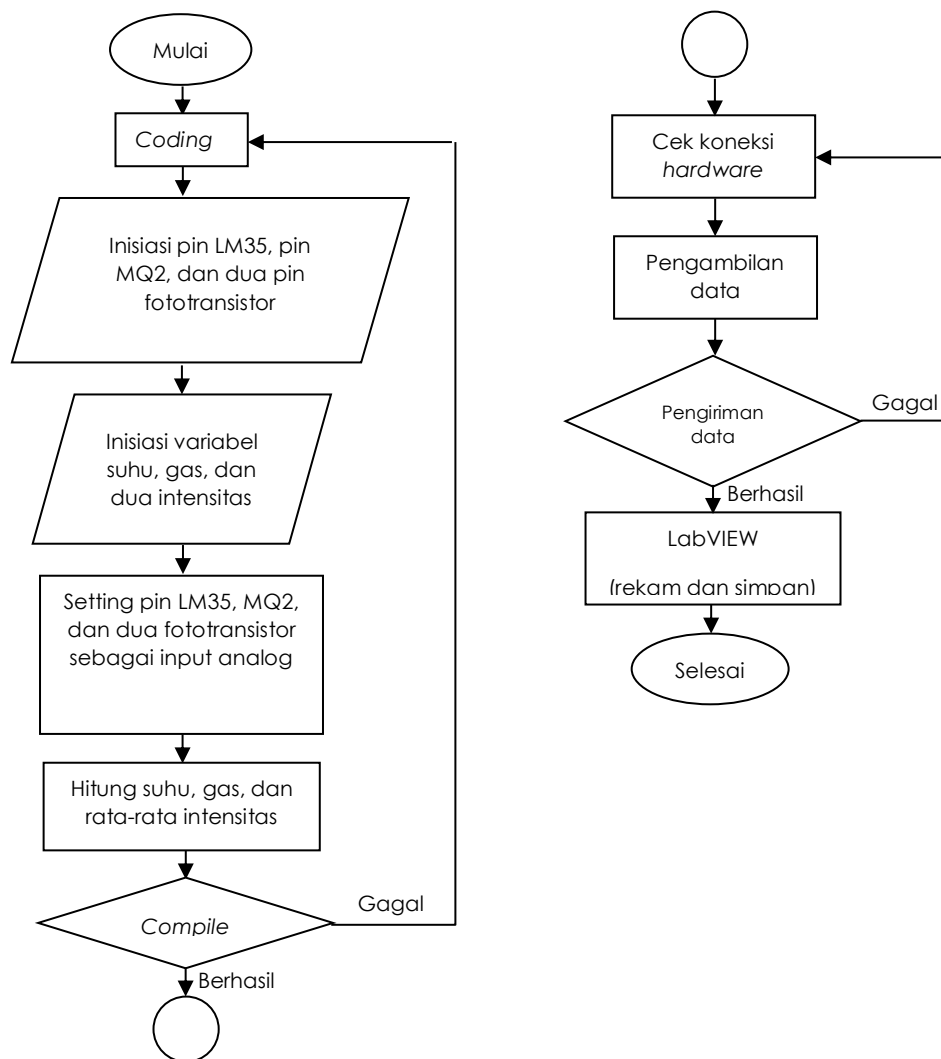 Mulai
Coding
Inisiasi pin LM35, pin
MQ2, dan dua pin
fototransistor
Inisiasi variabel
suhu, gas, dan
dua intensitas
Setting pin LM35, MQ2,
dan dua fototransistor
sebagai input analog
Hitung suhu, gas, dan
rata-rata intensitas
Compile
Gagal
Berhasil
Cek koneksi
hardware
Pengambilan
data
Pengiriman
data
Gagal
Berhasil
LabVIEW
(rekam dan simpan)
Selesai